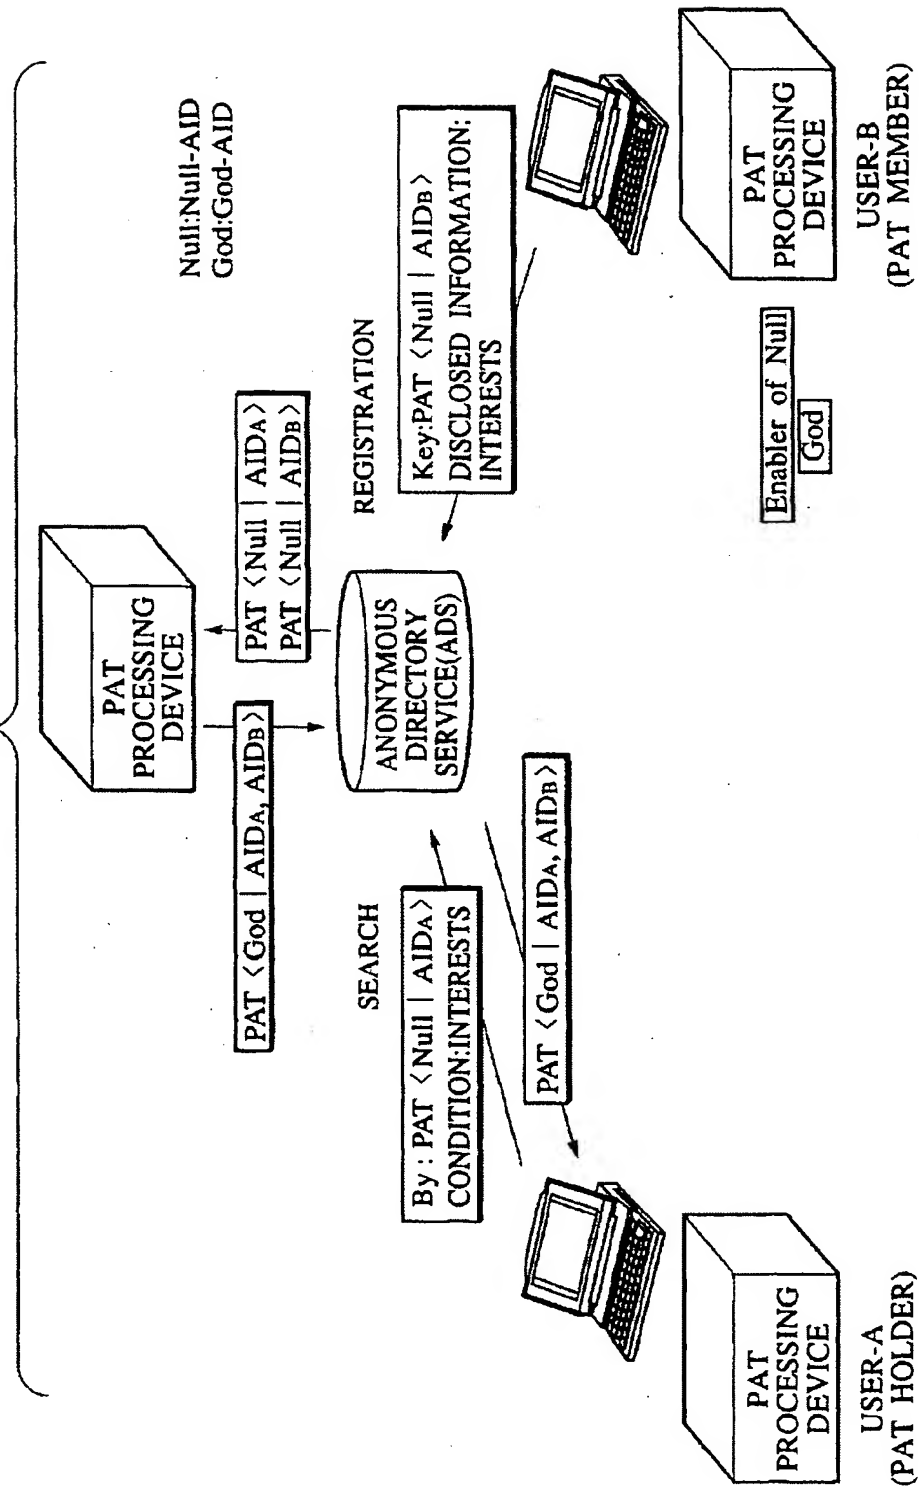 Null:Null-AID
God:God-AID
PAT
PROCESSING
DEVICE
PAT <God | AIDA, AIDB>
PAT <Null | AIDA>
PAT <Null | AIDB>
ANONYMOUS
DIRECTORY
SERVICE(ADS)
SEARCH
By : PAT <Null | AIDA>
CONDITION:INTERESTS
REGISTRATION
Key:PAT <Null | AIDB>
DISCLOSED INFORMATION:
INTERESTS
PAT <God | AIDA, AIDB>
PAT
PROCESSING
DEVICE
USER-A
(PAT HOLDER)
Enabler of Null
God
PAT
PROCESSING
DEVICE
USER-B
(PAT MEMBER)